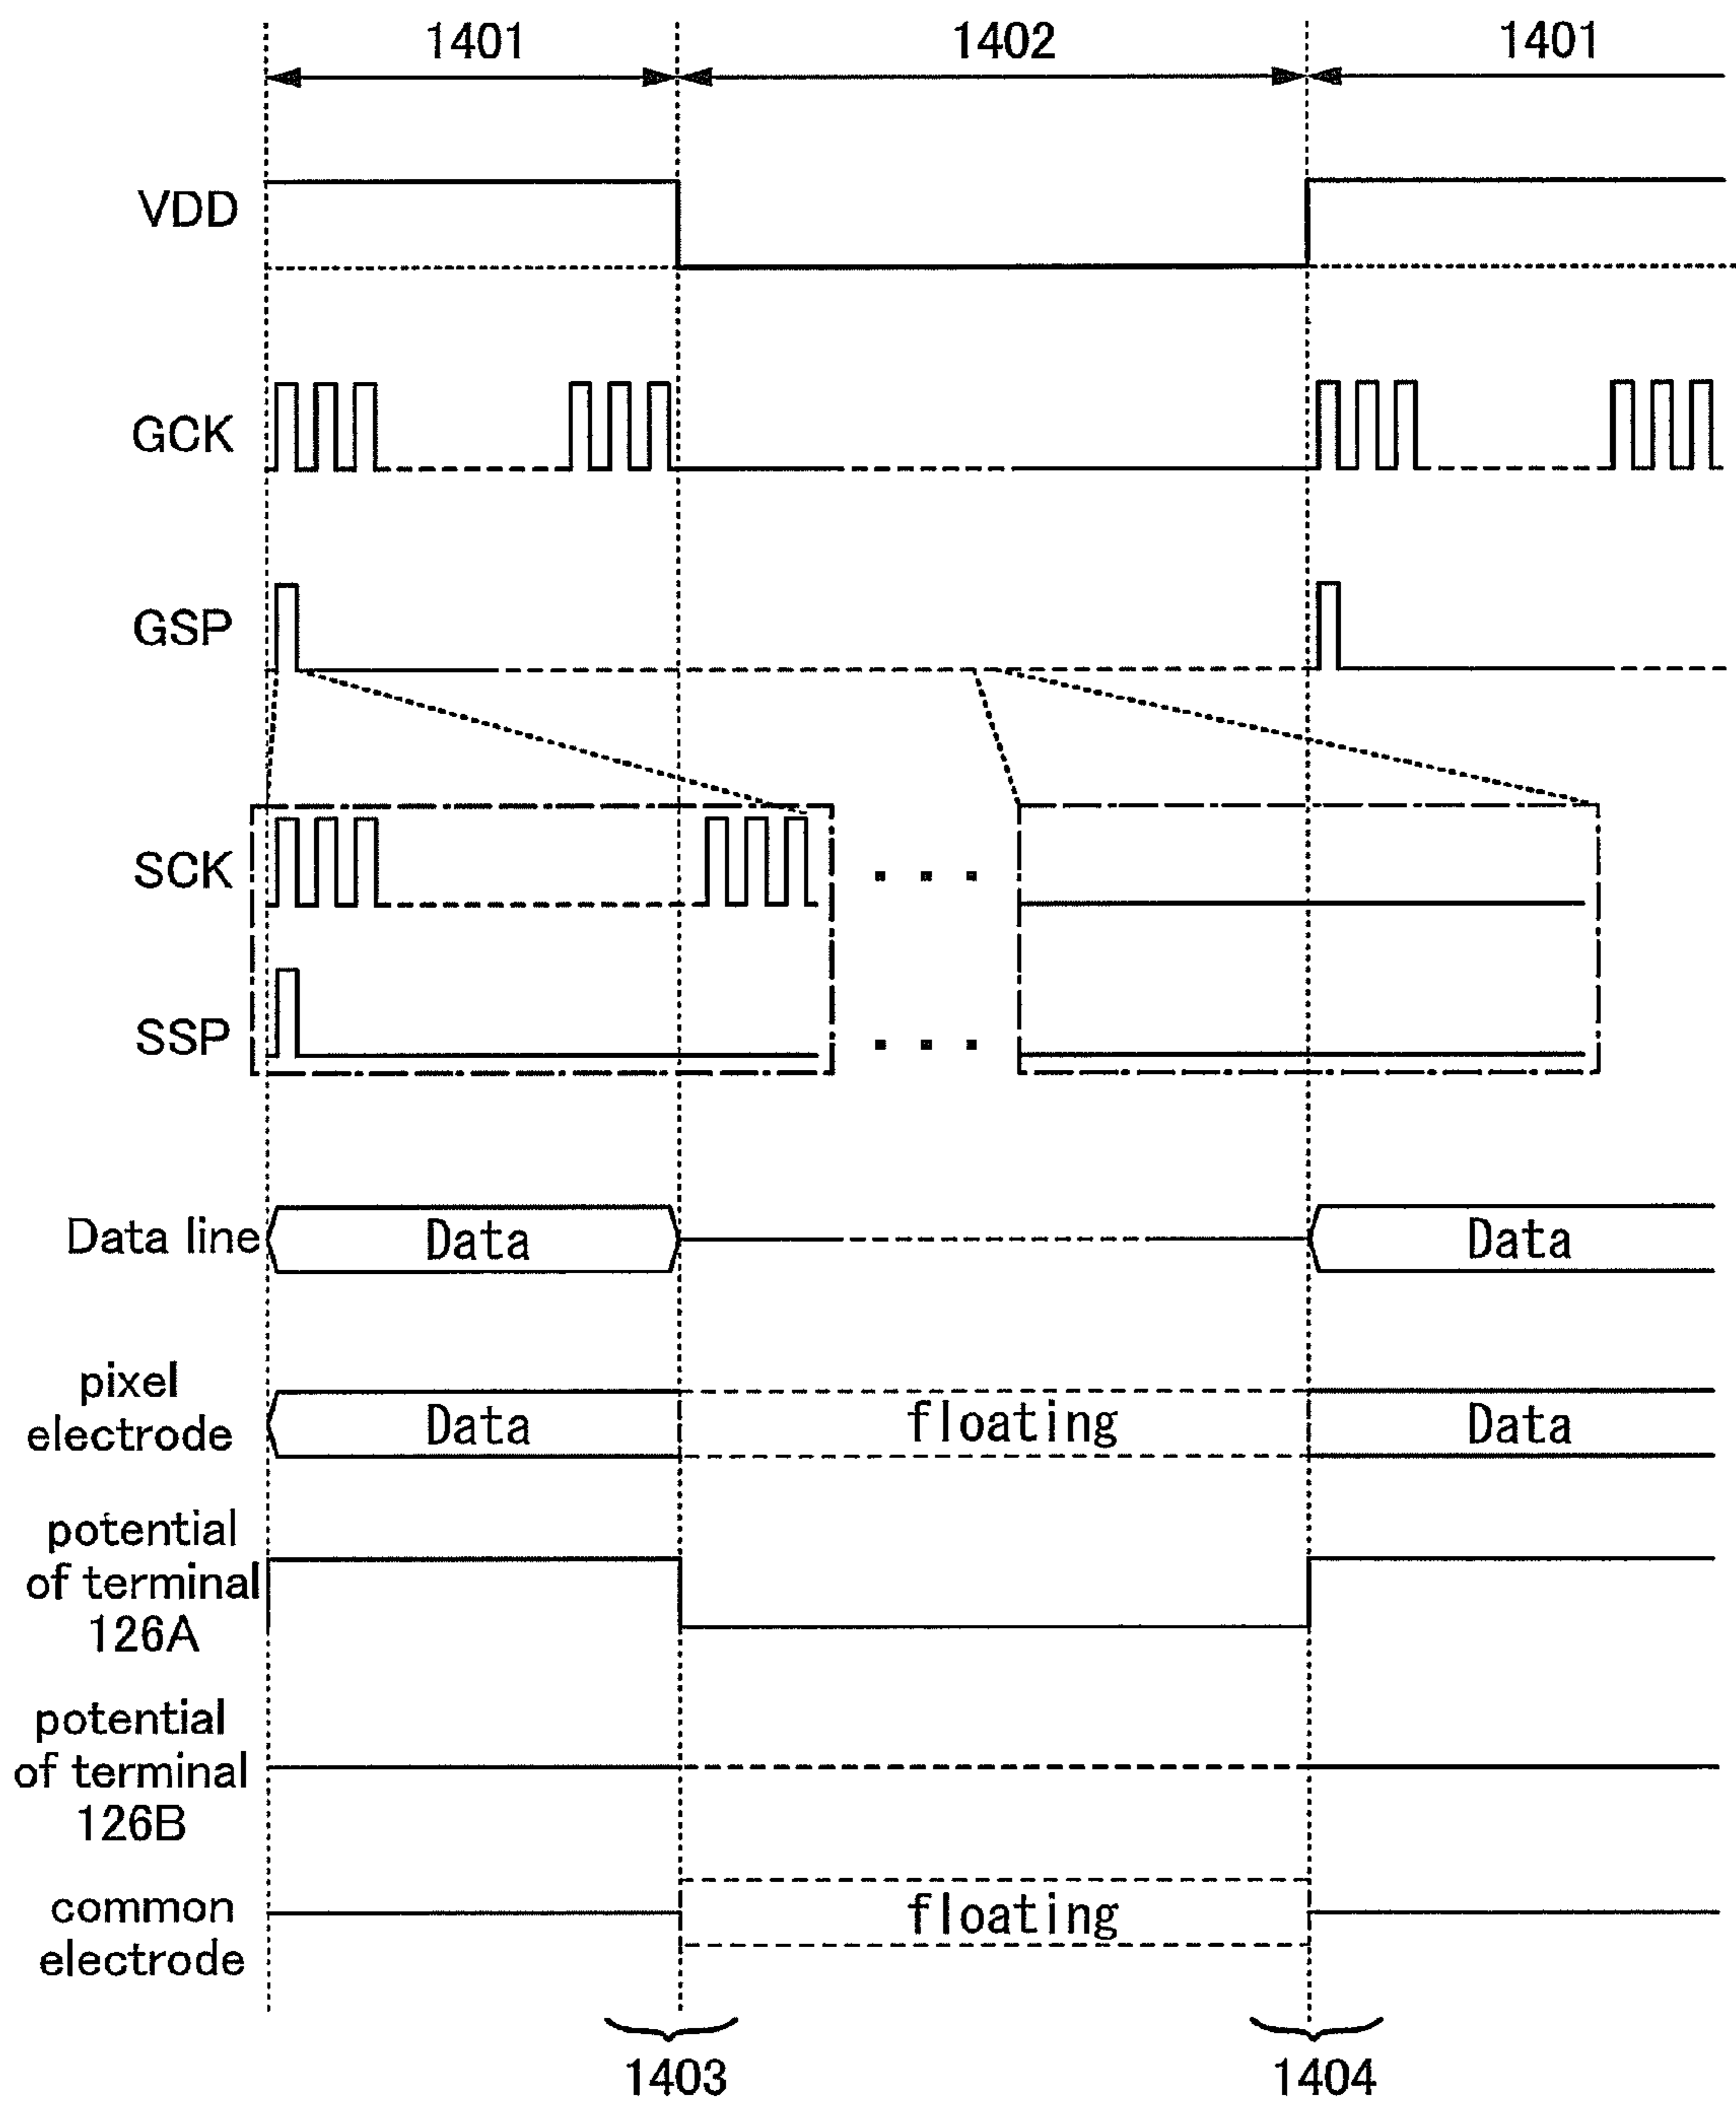 1401 1402 1401
VDD
GCK
GSP
SCK
SSP
Data line Data Data
pixel
electrode Data floating Data
potential
of terminal
126A
potential
of terminal
126B
common
electrode floating
1403 1404